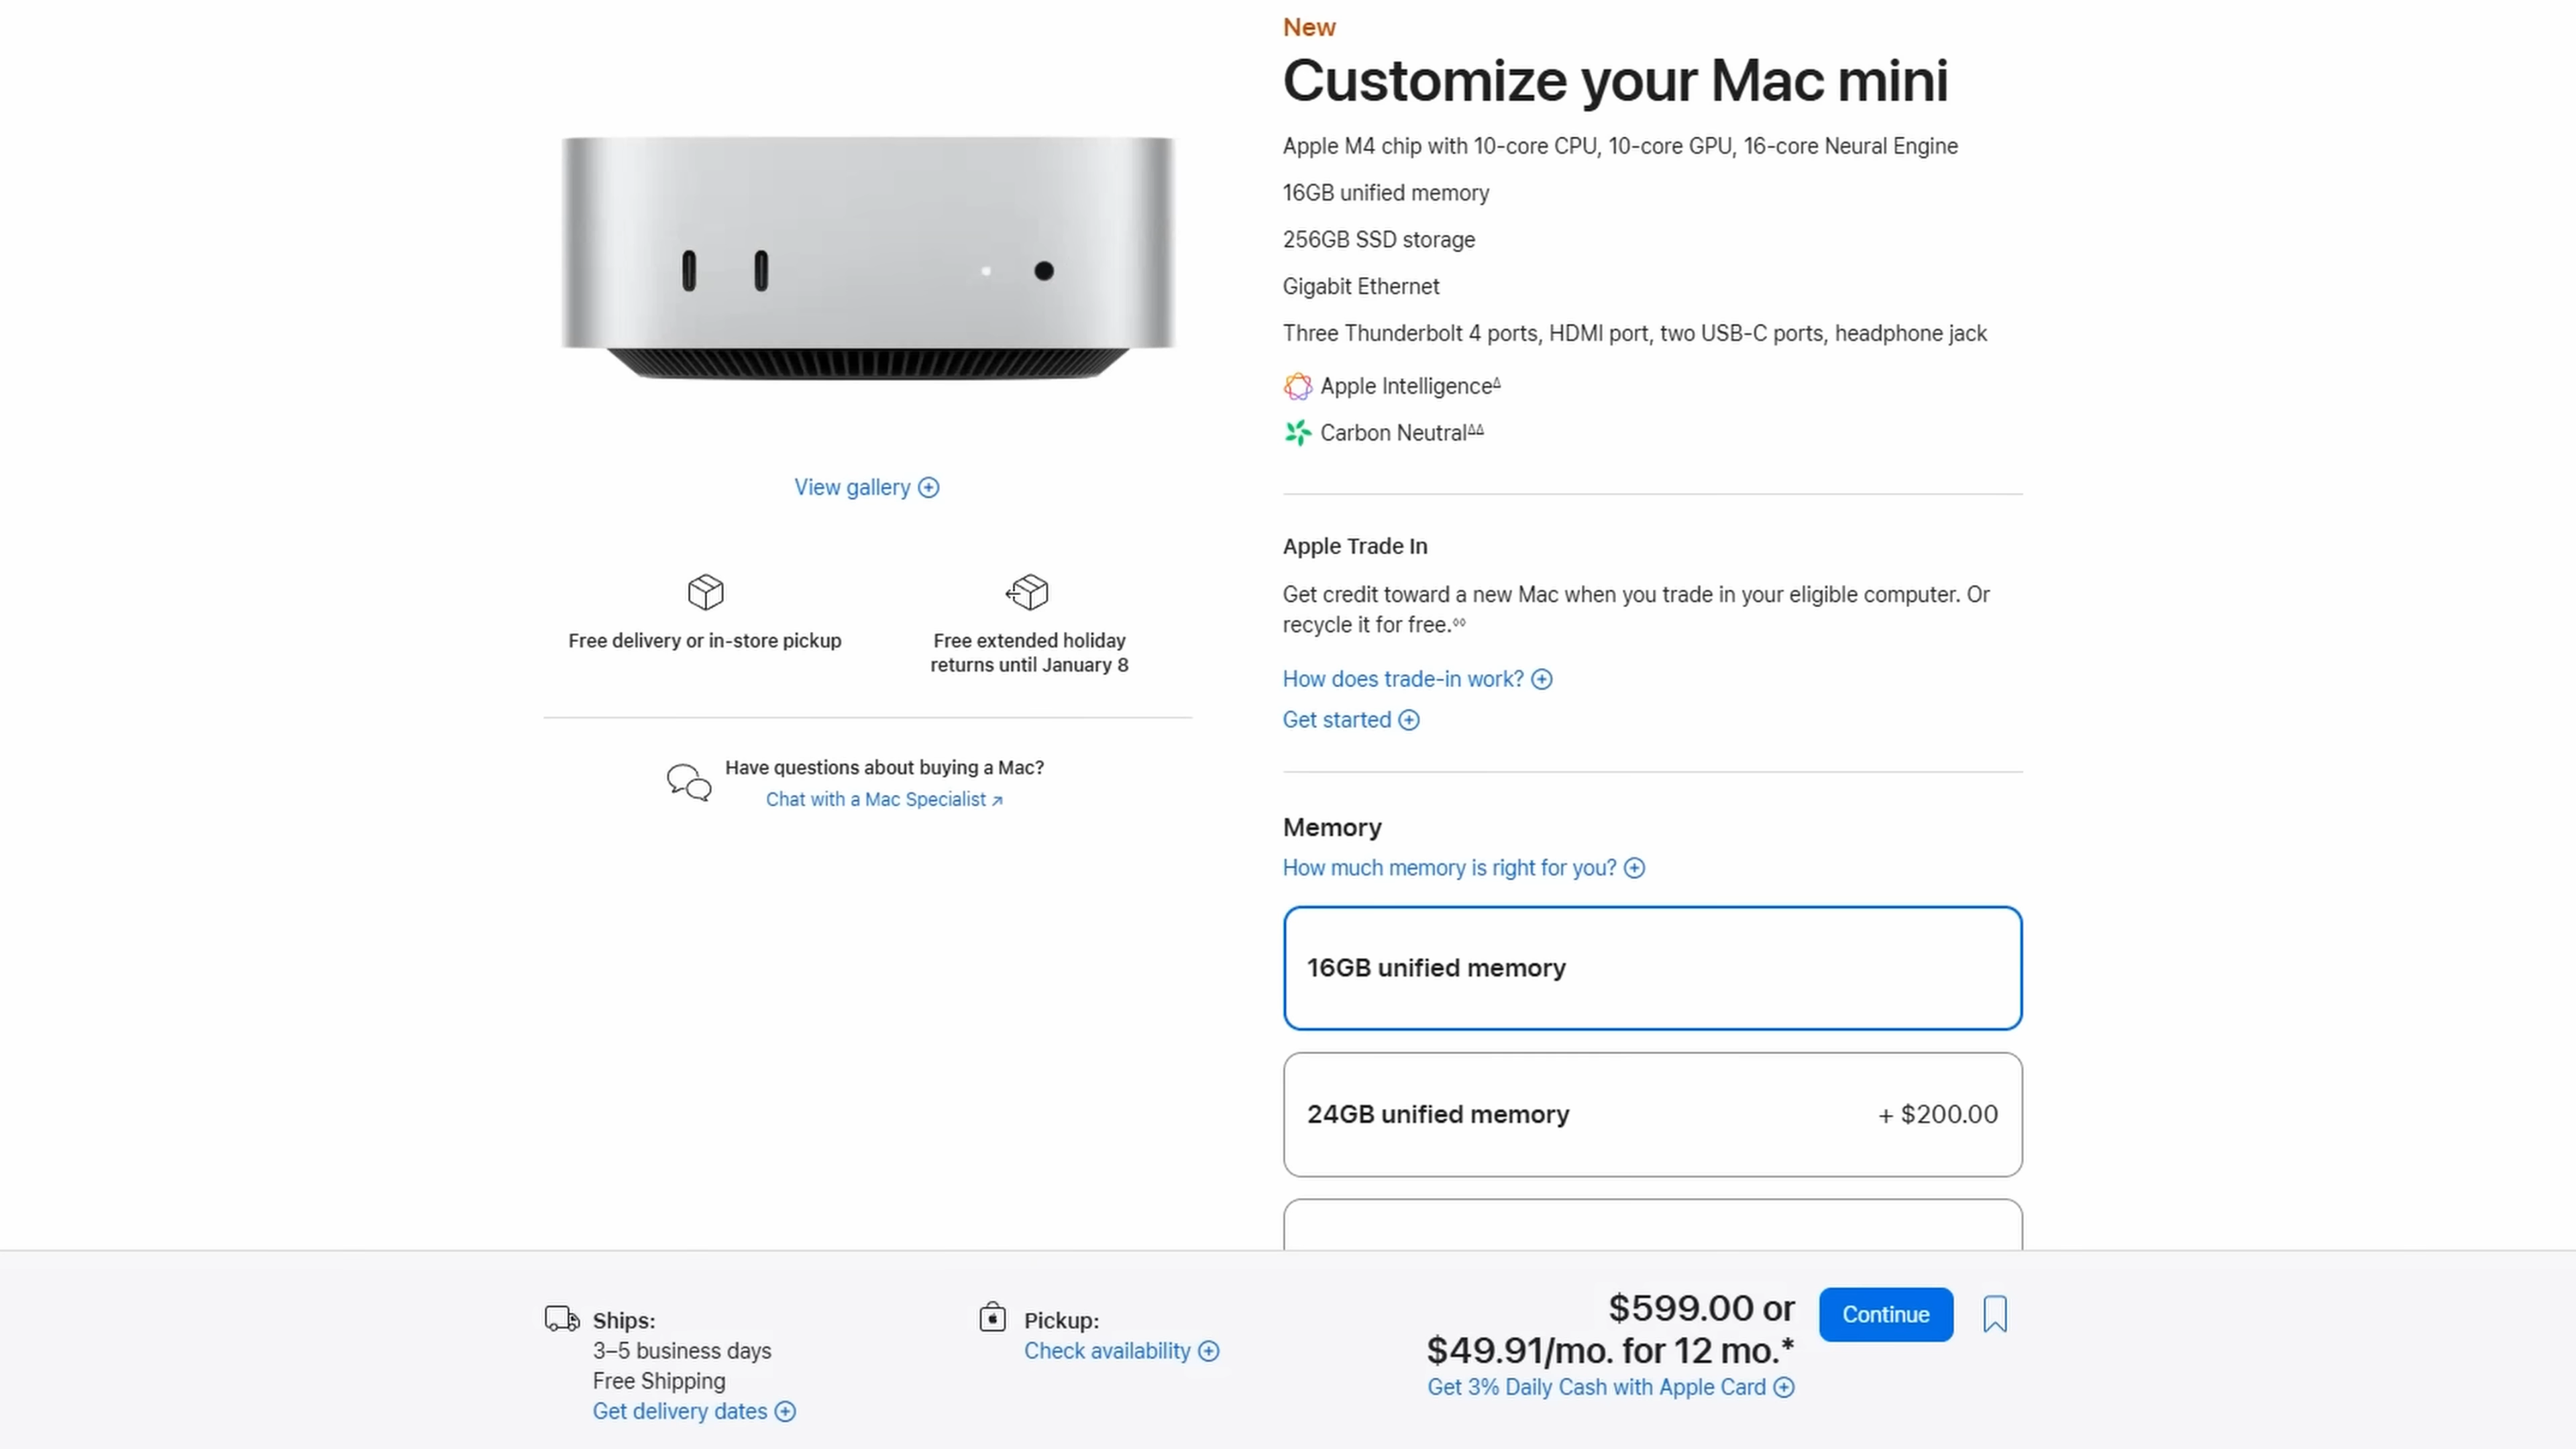 New
Customize your Mac mini
Apple M4 chip with 10-core CPU, 10-core GPU, 16-core Neural Engine
16GB unified memory
256GB SSD storage
Gigabit Ethernet
Three Thunderbolt 4 ports, HDMI port, two USB-C ports, headphone jack
Apple Intelligence∆
Carbon Neutral∆∆
View gallery
Free delivery or in-store pickup
Free extended holiday
returns until January 8
Have questions about buying a Mac?
Chat with a Mac Specialist ↗
Apple Trade In
Get credit toward a new Mac when you trade in your eligible computer. Or
recycle it for free.◊◊
How does trade-in work?
Get started
Memory
How much memory is right for you?
16GB unified memory
24GB unified memory + $200.00
Ships:
3–5 business days
Free Shipping
Get delivery dates
Pickup:
Check availability
$599.00 or
$49.91/mo. for 12 mo.*
Get 3% Daily Cash with Apple Card
Continue